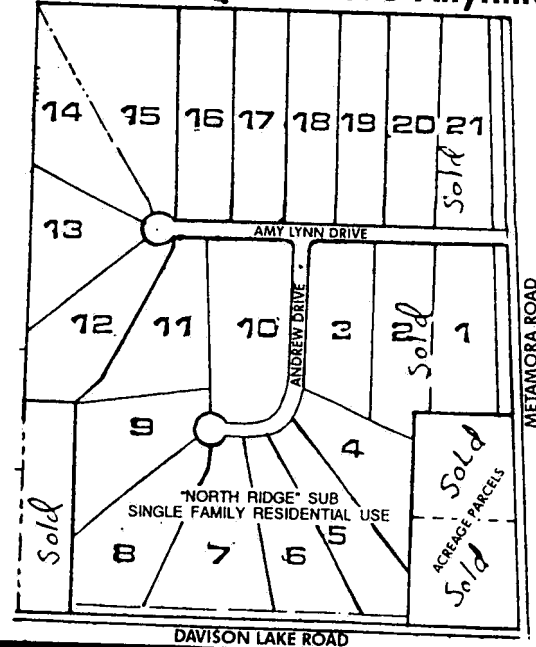 14 15 16 17 18 19 20 21
Sold
13
AMY LYNN DRIVE
12 11 10 3 2 1
Sold
ANDREW DRIVE
METAMORA ROAD
9
4
Sold
ACREAGE PARCELS
Sold
"NORTH RIDGE" SUB
SINGLE FAMILY RESIDENTIAL USE
Sold
8 7 6 5
DAVISON LAKE ROAD